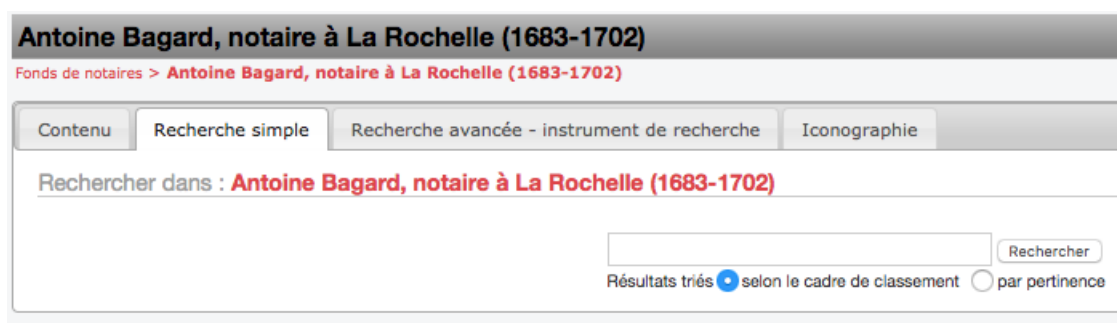 Antoine Bagard, notaire à La Rochelle (1683-1702)
Fonds de notaires > Antoine Bagard, notaire à La Rochelle (1683-1702)
Contenu Recherche simple Recherche avancée - instrument de recherche Iconographie
Rechercher dans : Antoine Bagard, notaire à La Rochelle (1683-1702)
Rechercher
Résultats triés selon le cadre de classement par pertinence